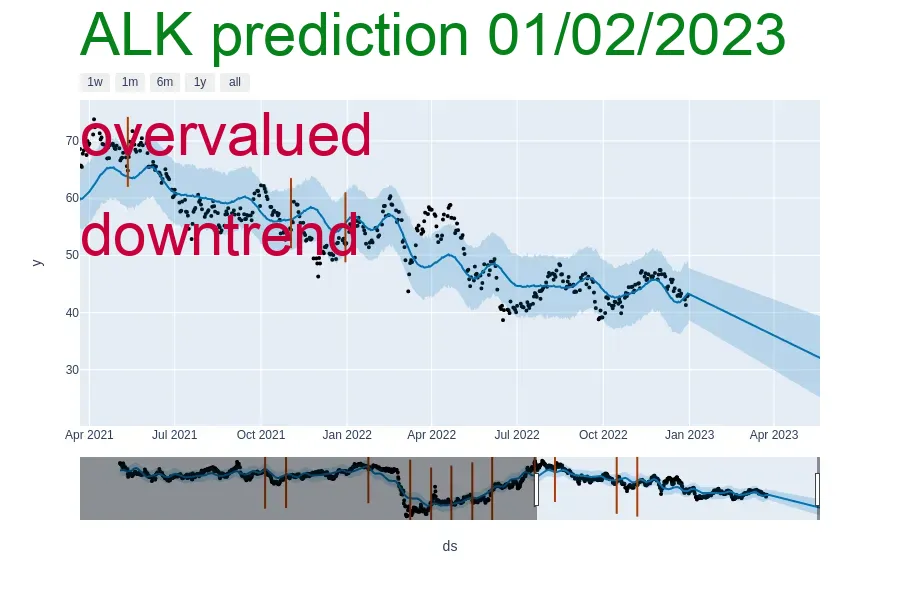 ALK prediction 01/02/2023
1w 1m 6m 1y all
overvalued
downtrend
70
60
50
40
30
y
Apr 2021 Jul 2021 Oct 2021 Jan 2022 Apr 2022 Jul 2022 Oct 2022 Jan 2023 Apr 2023
ds